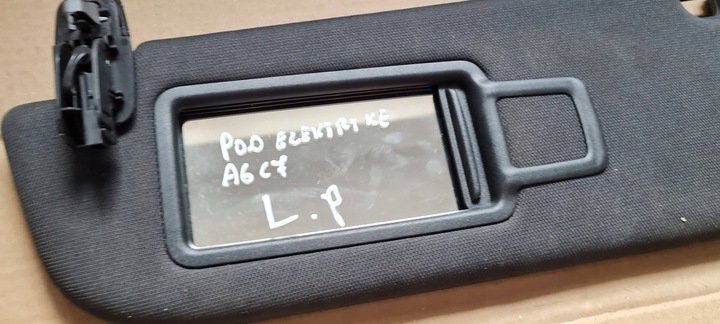 POD ELEKTRYKE
A6 C7
L.P